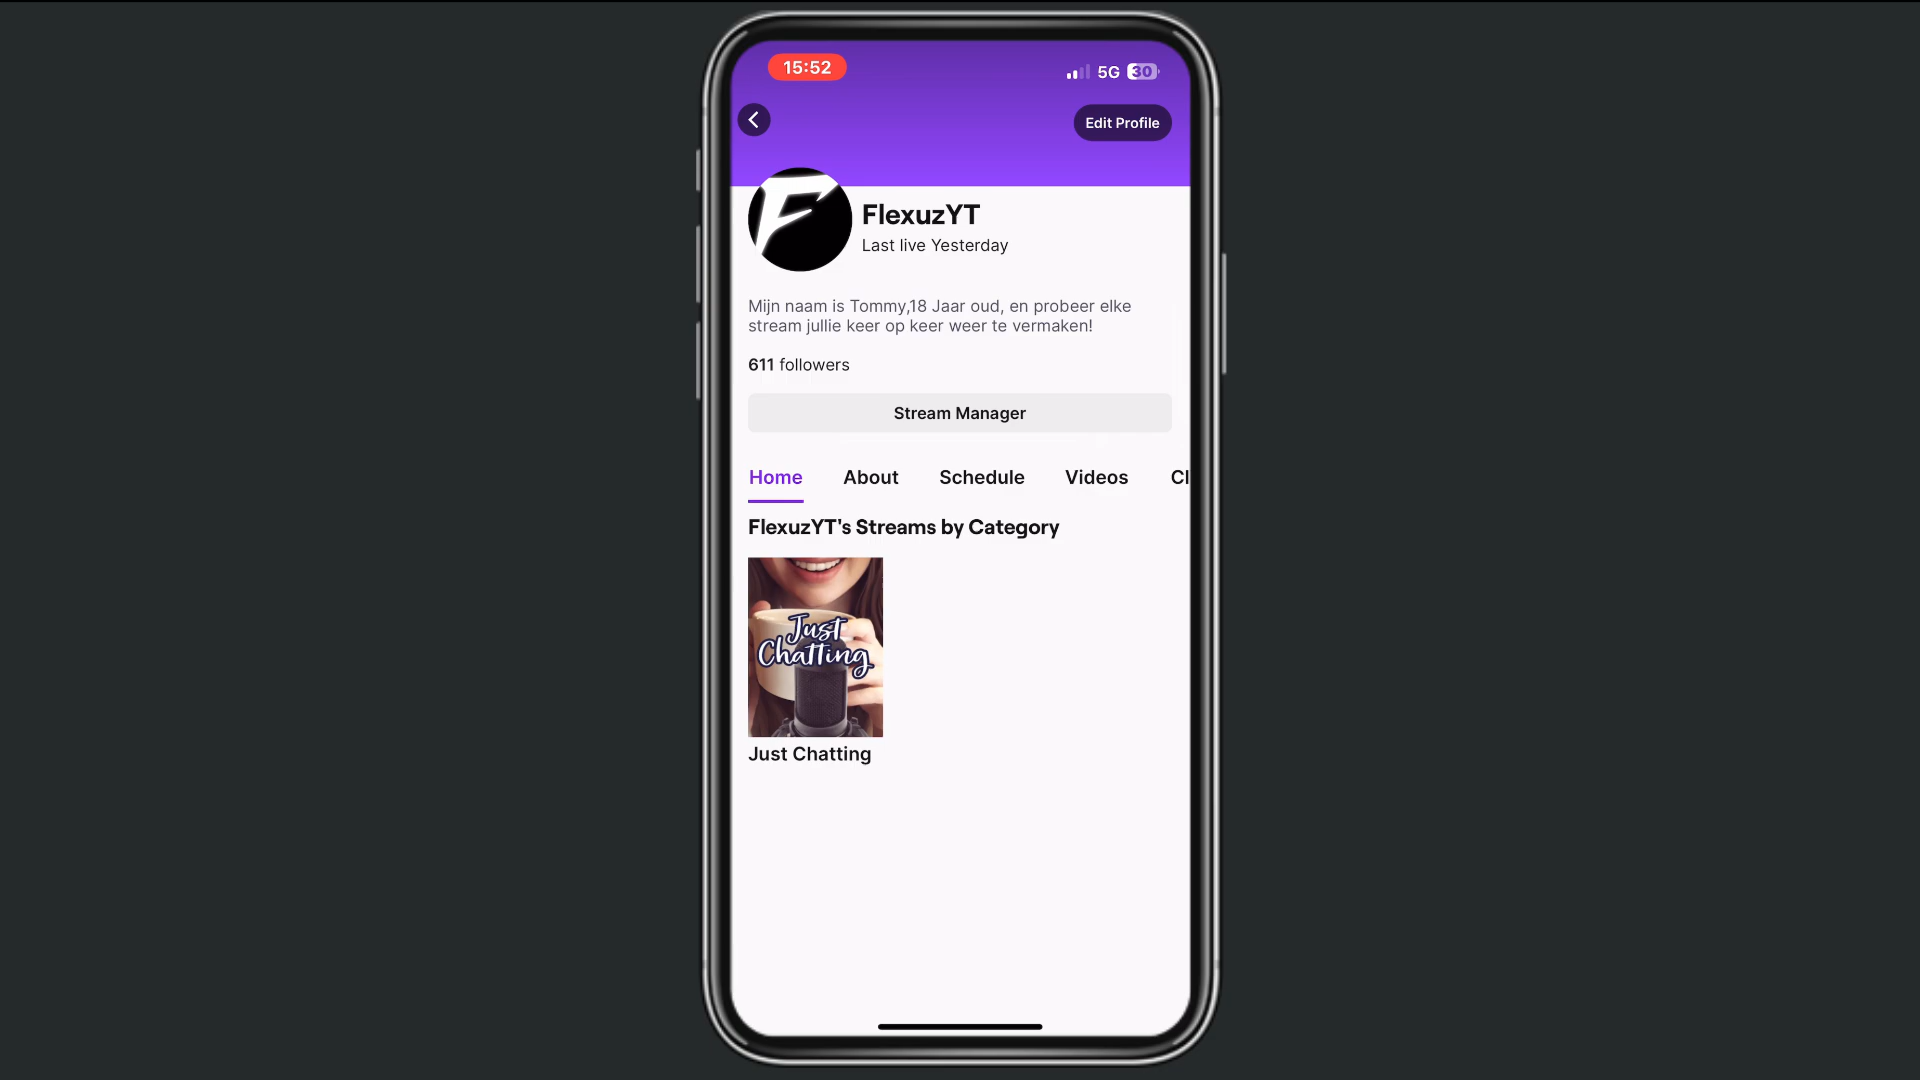 15:52
5G 30
Edit Profile
F
FlexuzYT
Last live Yesterday
Mijn naam is Tommy,18 Jaar oud, en probeer elke
stream jullie keer op keer weer te vermaken!
611 followers
Stream Manager
Home About Schedule Videos Cl
FlexuzYT's Streams by Category
Just
Chatting
Just Chatting